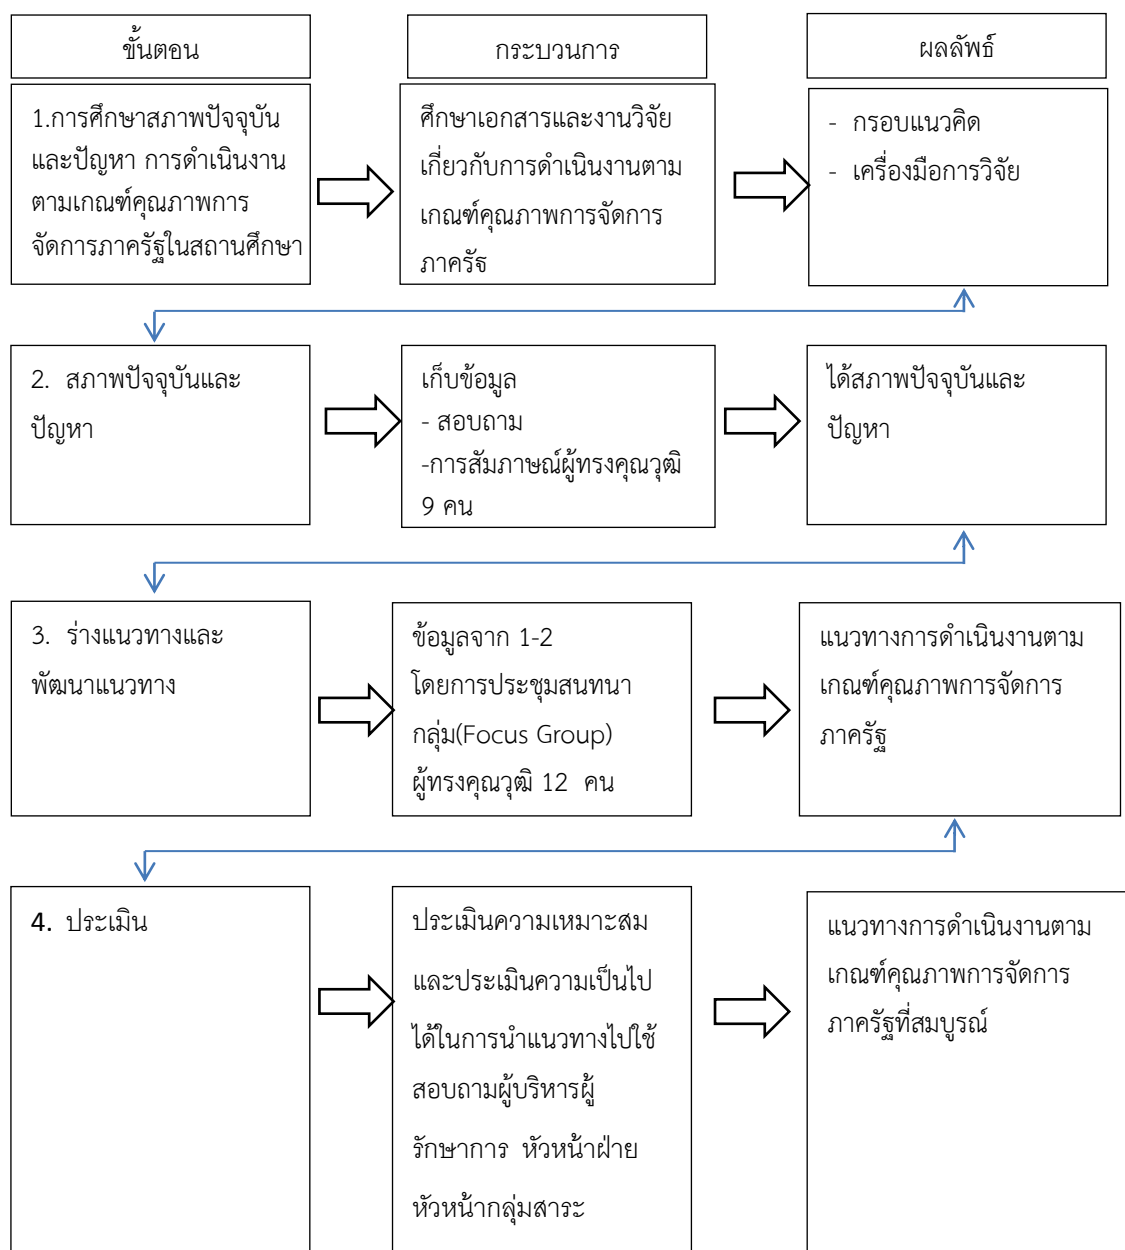 ขั้นตอน
กระบวนการ
ผลลัพธ์
1.การศึกษาสภาพปัจจุบัน
และปัญหา การดำเนินงาน
ตามเกณฑ์คุณภาพการ
จัดการภาครัฐในสถานศึกษา
ศึกษาเอกสารและงานวิจัย
เกี่ยวกับการดำเนินงานตาม
เกณฑ์คุณภาพการจัดการ
ภาครัฐ
- กรอบแนวคิด
- เครื่องมือการวิจัย
2. สภาพปัจจุบันและ
ปัญหา
เก็บข้อมูล
- สอบถาม
-การสัมภาษณ์ผู้ทรงคุณวุฒิ
9 คน
ได้สภาพปัจจุบันและ
ปัญหา
3. ร่างแนวทางและ
พัฒนาแนวทาง
ข้อมูลจาก 1-2
โดยการประชุมสนทนา
กลุ่ม(Focus Group)
ผู้ทรงคุณวุฒิ 12 คน
แนวทางการดำเนินงานตาม
เกณฑ์คุณภาพการจัดการ
ภาครัฐ
4. ประเมิน
ประเมินความเหมาะสม
และประเมินความเป็นไป
ได้ในการนำแนวทางไปใช้
สอบถามผู้บริหารผู้
รักษาการ หัวหน้าฝ่าย
หัวหน้ากลุ่มสาระ
แนวทางการดำเนินงานตาม
เกณฑ์คุณภาพการจัดการ
ภาครัฐที่สมบูรณ์